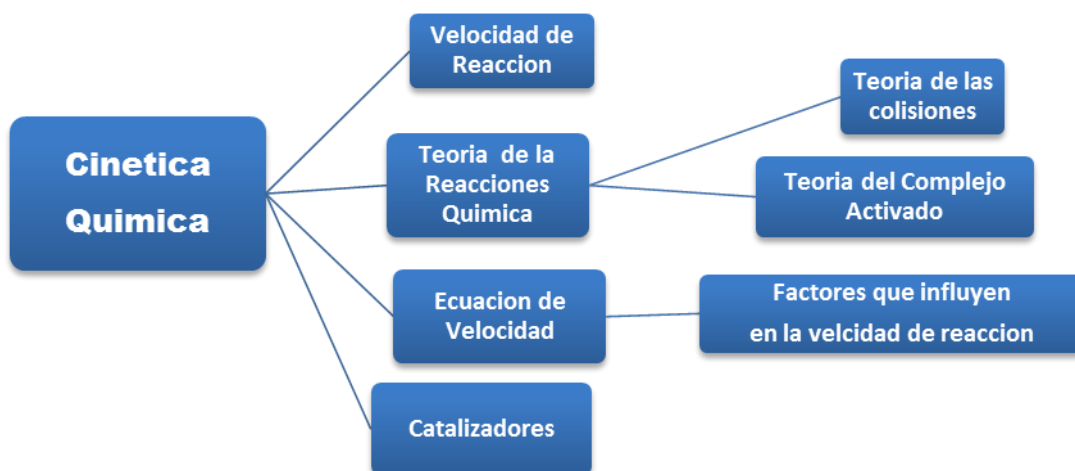 Cinetica
Quimica
Velocidad de
Reaccion
Teoria de la
Reacciones
Quimica
Teoria de las
colisiones
Teoria del Complejo
Activado
Ecuacion de
Velocidad
Factores que influyen
en la velcidad de reaccion
Catalizadores